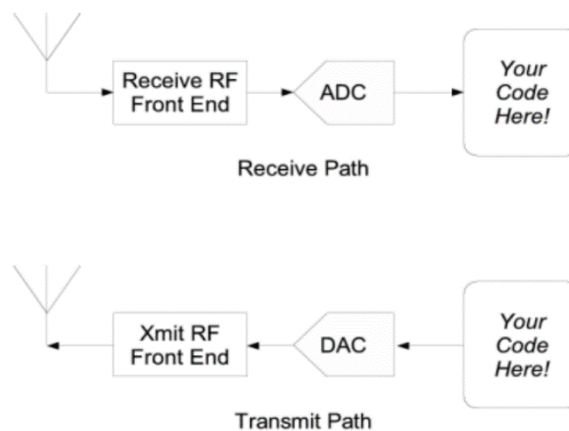 Receive RF
Front End
ADC
Your
Code
Here!
Receive Path
Xmit RF
Front End
DAC
Your
Code
Here!
Transmit Path